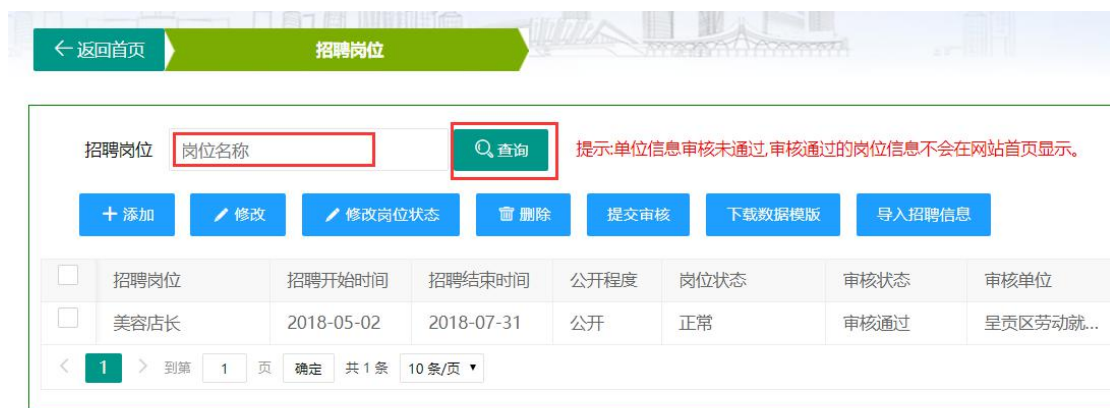 ←返回首页 招聘岗位
招聘岗位 岗位名称 查询 提示:单位信息审核未通过,审核通过的岗位信息不会在网站首页显示。
+ 添加 修改 修改岗位状态 删除 提交审核 下载数据模版 导入招聘信息
招聘岗位 招聘开始时间 招聘结束时间 公开程度 岗位状态 审核状态 审核单位
美容店长 2018-05-02 2018-07-31 公开 正常 审核通过 呈贡区劳动就...
< 1 > 到第 1 页 确定 共 1 条 10 条/页 ▼